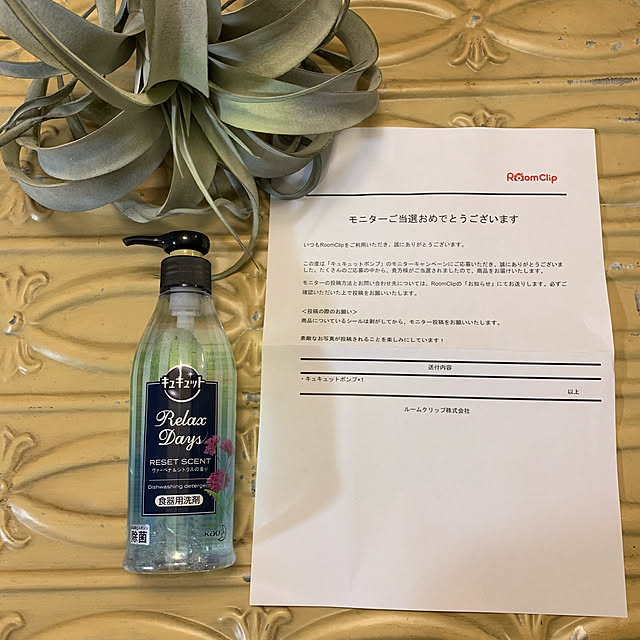 RoomClip
モニターご当選おめでとうございます
いつもRoomClipをご利用いただき、誠にありがとうございます。
この度は「キュキュットポンプ」のモニターキャンペーンにご応募いただき、誠にありがとうございま
した。たくさんのご応募の中から、貴方様がご当選されましたので、商品をお届けいたします。
モニターの投稿方法とお問い合わせ先については、RoomClipの「お知らせ」にてお送りします。必ずご
確認いただいた上で投稿をお願いいたします。
＜投稿の際のお願い＞
商品についているシールは剥がしてから、モニター投稿をお願いいたします。
素敵なお写真が投稿されることを楽しみにしています！
送付内容
・キュキュットポンプ×1
以上
ルームクリップ株式会社
キュキュット
Relax
Days
RESET SCENT
ヴァーベナ&シトラスの香り
Dishwashing detergent
食器用洗剤
除菌
Kao